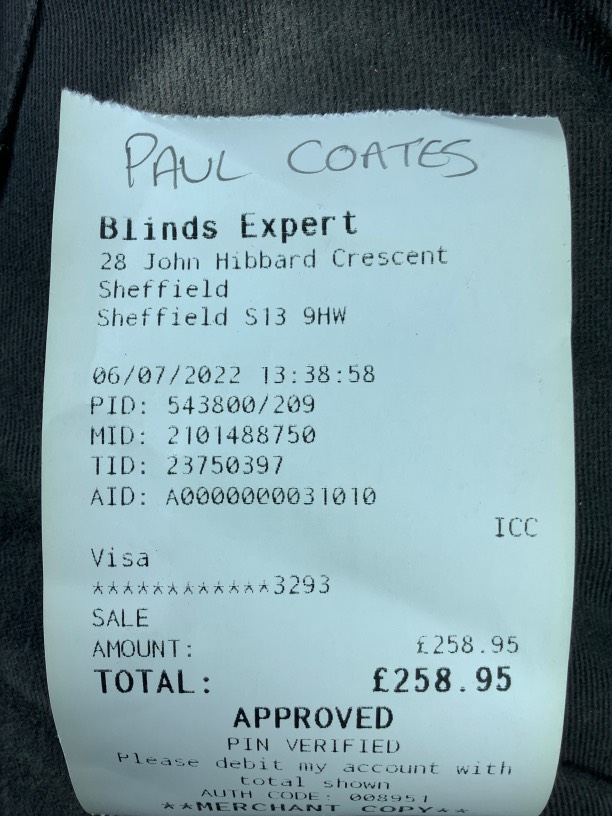 PAUL COATES
Blinds Expert
28 John Hibbard Crescent
Sheffield
Sheffield S13 9HW
06/07/2022 13:38:58
PID: 543800/209
MID: 2101488750
TID: 23750397
AID: A0000000031010
ICC
Visa
************3293
SALE
AMOUNT: £258.95
TOTAL: £258.95
APPROVED
PIN VERIFIED
Please debit my account with
total shown
AUTH CODE: 008951
**MERCHANT COPY**